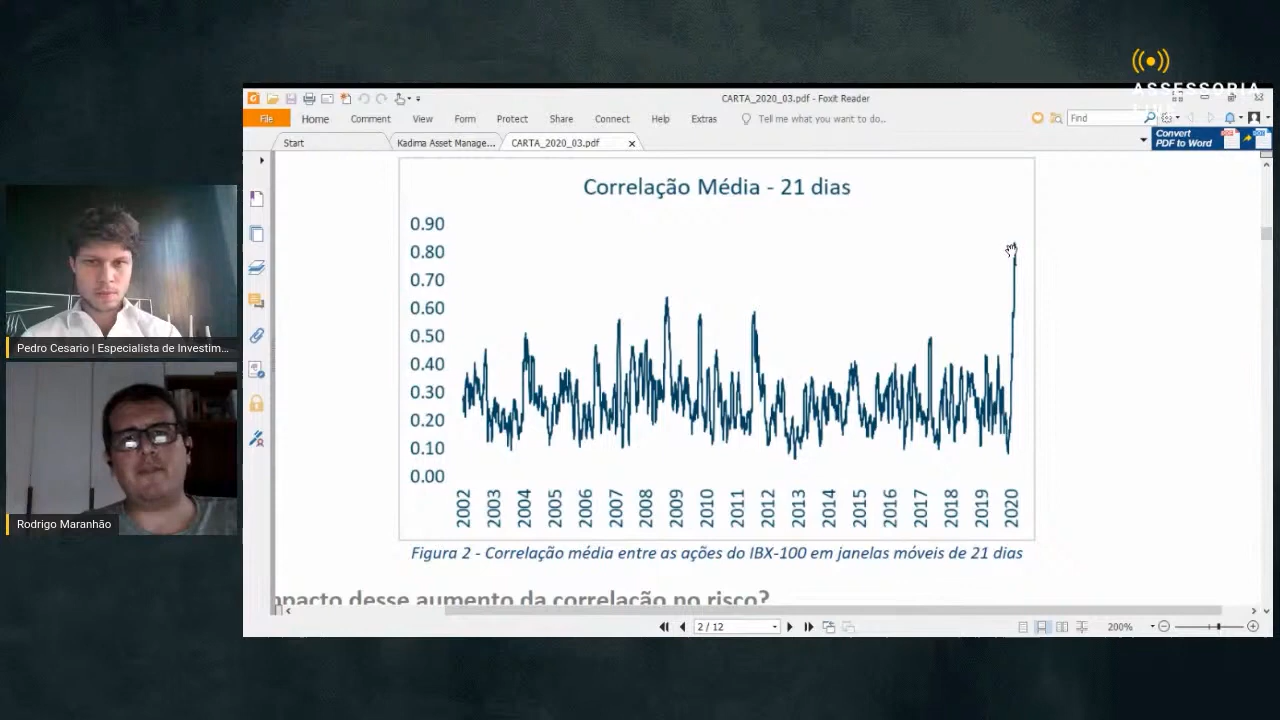 ASSESSORIA
LIVE
CARTA_2020_03.pdf - Foxit Reader
File Home Comment View Form Protect Share Connect Help Extras Tell me what you want to do... Find
Start Kadima Asset Manage... CARTA_2020_03.pdf
Convert
PDF to Word
Correlação Média - 21 dias
0.90
0.80
0.70
0.60
0.50
0.40
0.30
0.20
0.10
0.00
2002 2003 2004 2005 2006 2007 2008 2009 2010 2011 2012 2013 2014 2015 2016 2017 2018 2019 2020
Figura 2 - Correlação média entre as ações do IBX-100 em janelas móveis de 21 dias
desse aumento da correlação no risco?
2 / 12
200%
Pedro Cesario | Especialista de Investim...
Rodrigo Maranhão